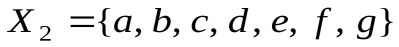 X₂ ={a, b, c, d, e, f, g}